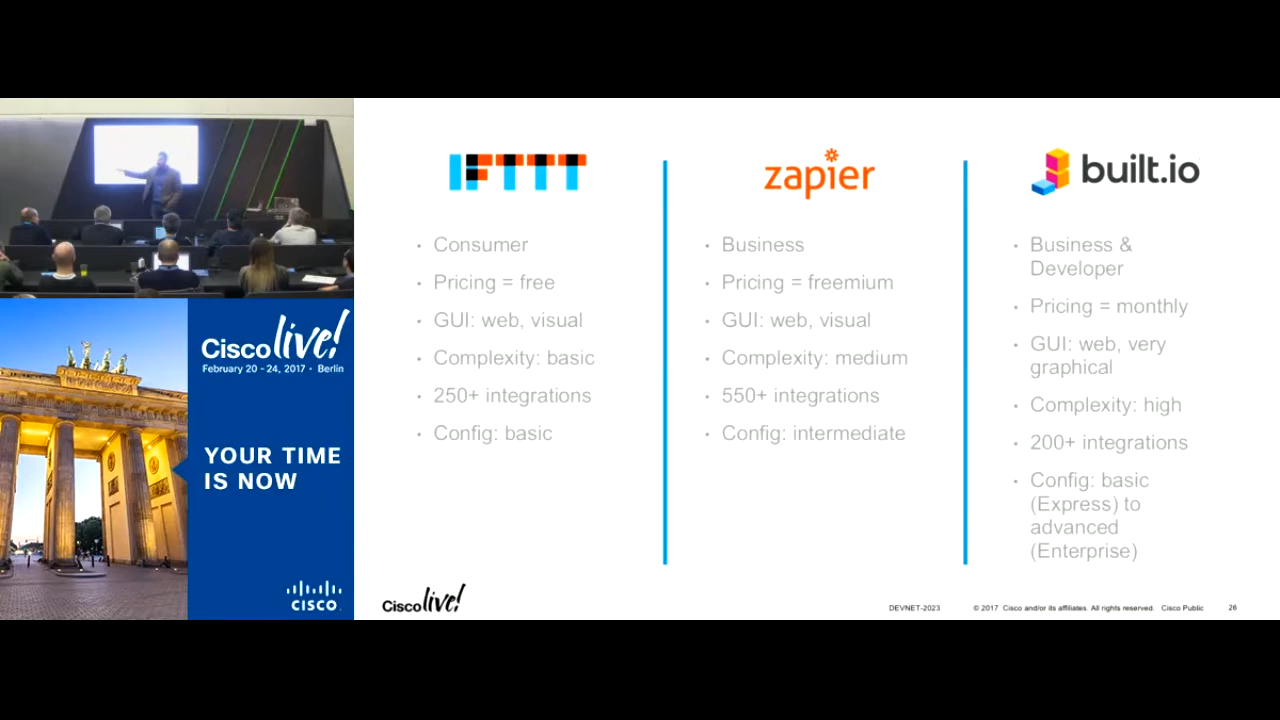 Cisco live!
February 20 - 24, 2017 • Berlin
YOUR TIME
IS NOW
CISCO
IFTTT
• Consumer
• Pricing = free
• GUI: web, visual
• Complexity: basic
• 250+ integrations
• Config: basic
zapier
• Business
• Pricing = freemium
• GUI: web, visual
• Complexity: medium
• 550+ integrations
• Config: intermediate
built.io
• Business &
Developer
• Pricing = monthly
• GUI: web, very
graphical
• Complexity: high
• 200+ integrations
• Config: basic
(Express) to
advanced
(Enterprise)
Cisco live!
DEVNET-2023
© 2017 Cisco and/or its affiliates. All rights reserved. Cisco Public
26